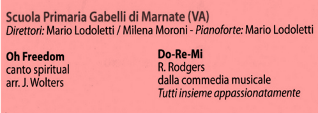 Scuola Primaria Gabelli di Marnate (VA)
Direttori: Mario Lodoletti / Milena Moroni - Pianoforte: Mario Lodoletti
Oh Freedom
canto spiritual
arr. J. Wolters
Do-Re-Mi
R. Rodgers
dalla commedia musicale
Tutti insieme appassionatamente